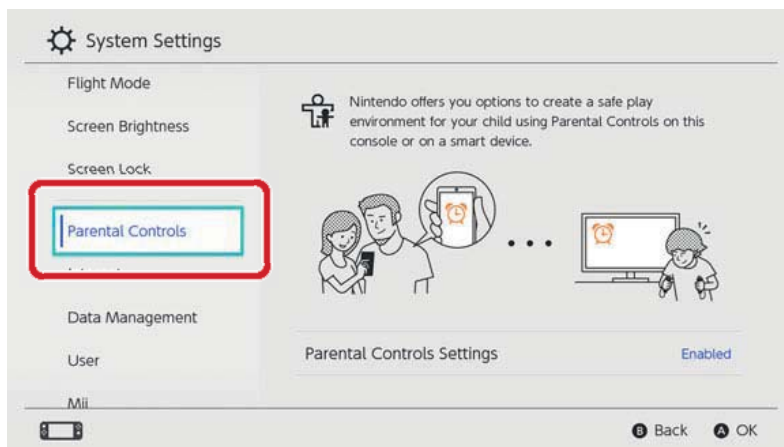 System Settings
Flight Mode
Screen Brightness
Screen Lock
Parental Controls
Data Management
User
Mii
Nintendo offers you options to create a safe play
environment for your child using Parental Controls on this
console or on a smart device.
Parental Controls Settings Enabled
B Back A OK